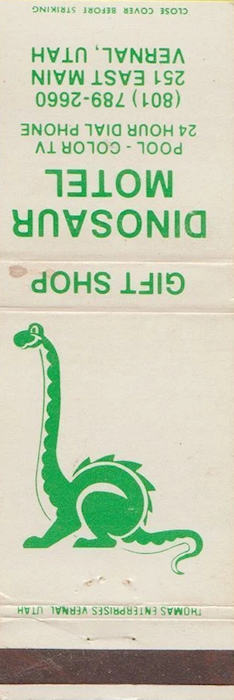 CLOSE COVER BEFORE STRIKING
VERNAL, UTAH
251 EAST MAIN
(801) 789-2660
24 HOUR DIAL PHONE
POOL - COLOR TV
MOTEL
DINOSAUR
GIFT SHOP
THOMAS ENTERPRISES VERNAL UTAH